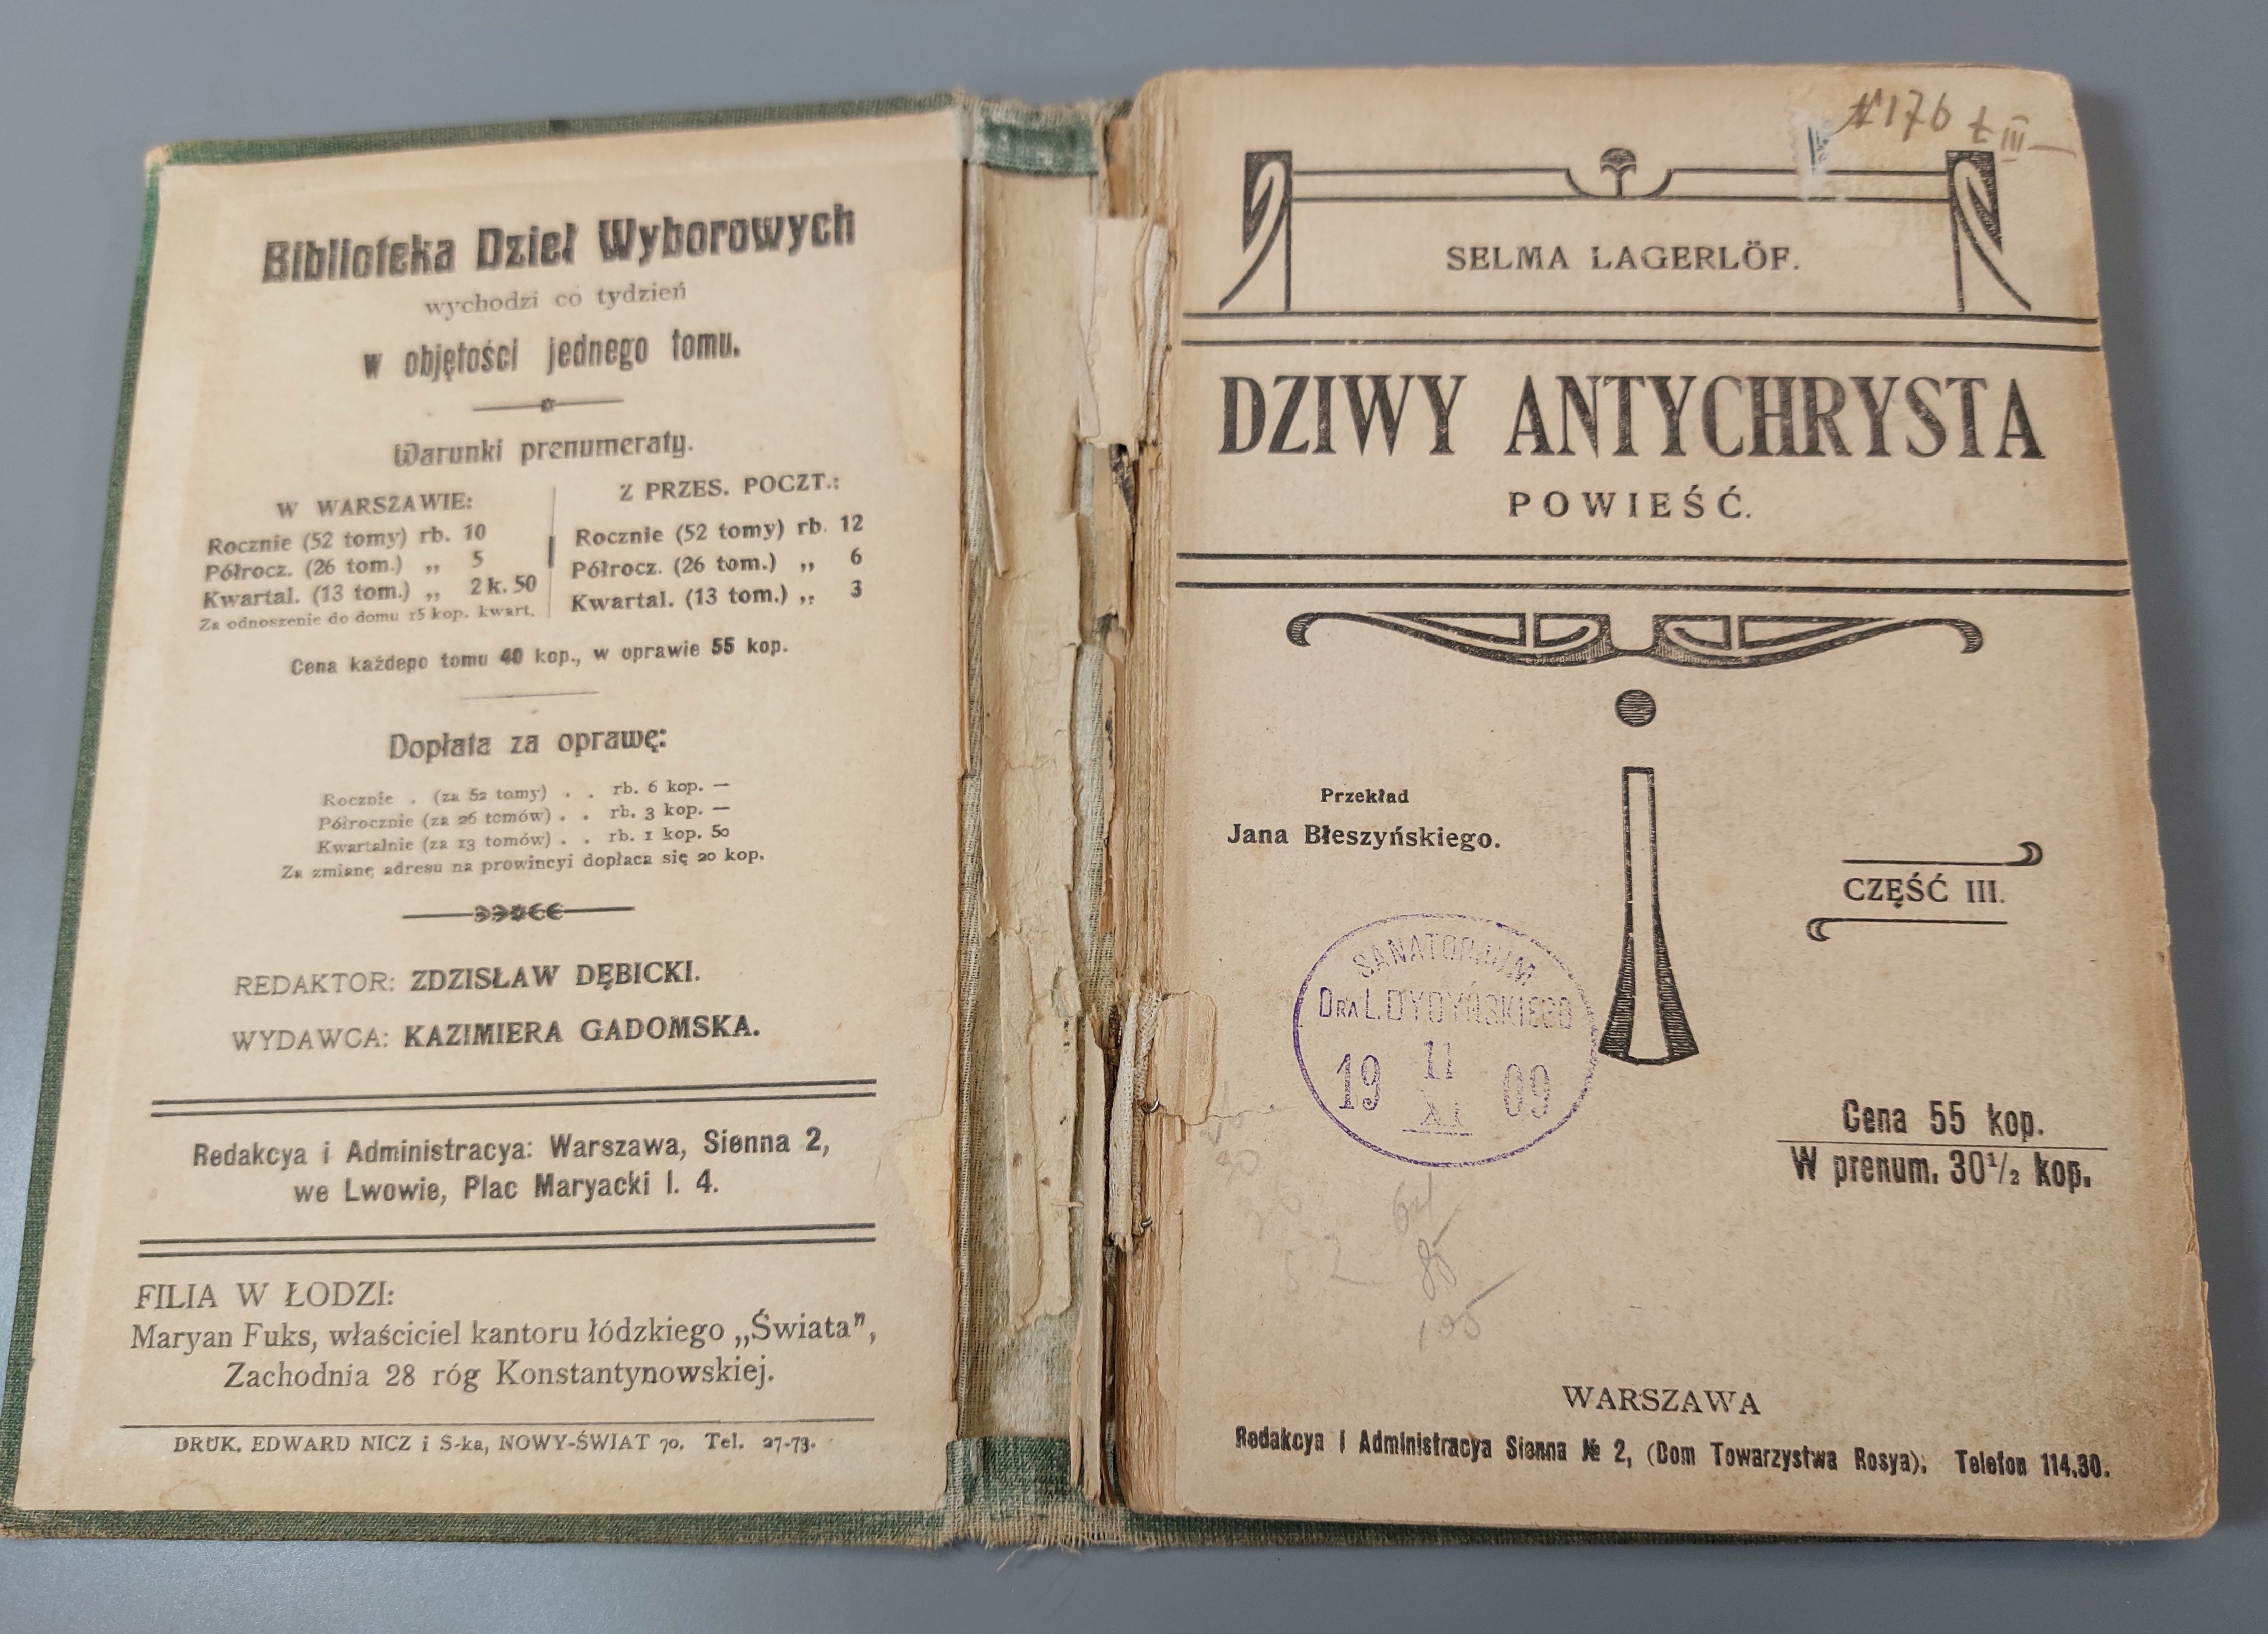 Biblioteka Dzieł Wyborowych
wychodzi co tydzień
w objętości jednego tomu.
Warunki prenumeraty.
W WARSZAWIE:
Rocznie (52 tomy) rb. 10
Półrocz. (26 tom.) „ 5
Kwartal. (13 tom.) „ 2 k. 50
Za odnoszenie do domu 15 kop. kwart.
Z PRZES. POCZT.:
Rocznie (52 tomy) rb. 12
Półrocz. (26 tom.) „ 6
Kwartal. (13 tom.) „ 3
Cena każdego tomu 40 kop., w oprawie 55 kop.
Dopłata za oprawę:
Rocznie . (za 52 tomy) . . rb. 6 kop. —
Półrocznie (za 26 tomów) . . rb. 3 kop. —
Kwartalnie (za 13 tomów) . . rb. 1 kop. 50
Za zmianę adresu na prowincyi dopłaca się 20 kop.
REDAKTOR: ZDZISŁAW DĘBICKI.
WYDAWCA: KAZIMIERA GADOMSKA.
Redakcya i Administracya: Warszawa, Sienna 2,
we Lwowie, Plac Maryacki l. 4.
FILIA W ŁODZI:
Maryan Fuks, właściciel kantoru łódzkiego „Świata”,
Zachodnia 28 róg Konstantynowskiej.
DRUK. EDWARD NICZ i S-ka, NOWY-ŚWIAT 70. Tel. 27-73.
N 176 t III
SELMA LAGERLÖF.
DZIWY ANTYCHRYSTA
POWIEŚĆ.
Przekład
Jana Błeszyńskiego.
CZĘŚĆ III.
SANATORIUM
DRA L. DYDYŃSKIEGO
19 11 09
XI
Cena 55 kop.
W prenum. 30½ kop.
64
85
105
52
WARSZAWA
Redakcya i Administracya Sienna № 2, (Dom Towarzystwa Rosya). Telefon 114.30.